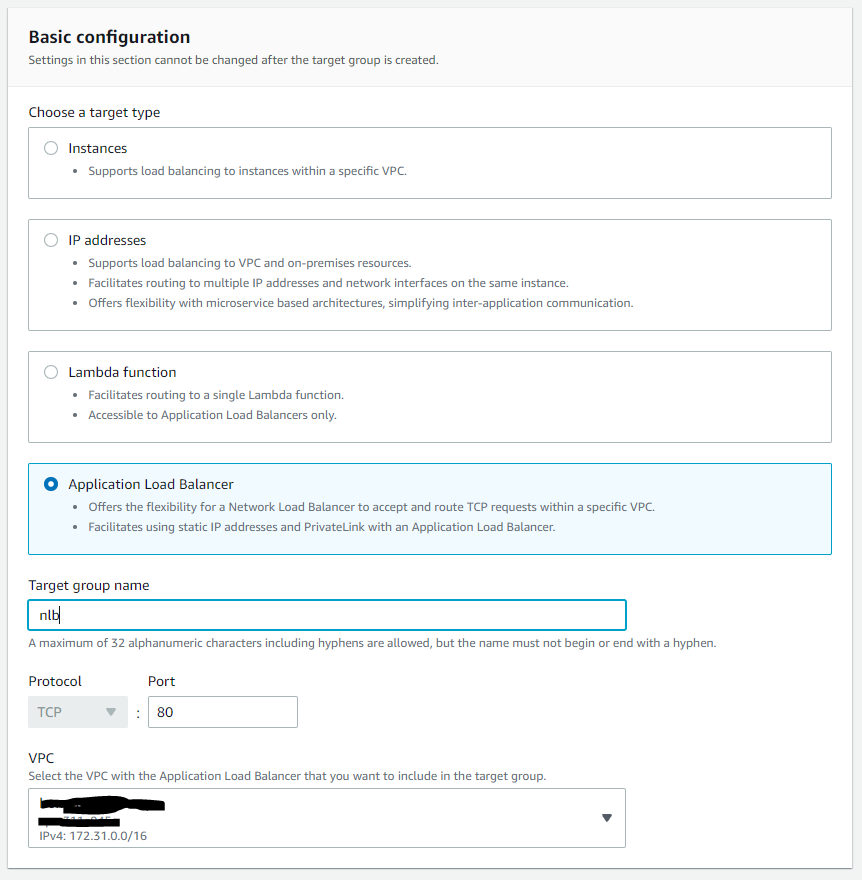 Basic configuration
Settings in this section cannot be changed after the target group is created.
Choose a target type
Instances
• Supports load balancing to instances within a specific VPC.
IP addresses
• Supports load balancing to VPC and on-premises resources.
• Facilitates routing to multiple IP addresses and network interfaces on the same instance.
• Offers flexibility with microservice based architectures, simplifying inter-application communication.
Lambda function
• Facilitates routing to a single Lambda function.
• Accessible to Application Load Balancers only.
Application Load Balancer
• Offers the flexibility for a Network Load Balancer to accept and route TCP requests within a specific VPC.
• Facilitates using static IP addresses and PrivateLink with an Application Load Balancer.
Target group name
nlb
A maximum of 32 alphanumeric characters including hyphens are allowed, but the name must not begin or end with a hyphen.
Protocol Port
TCP : 80
VPC
Select the VPC with the Application Load Balancer that you want to include in the target group.
IPv4: 172.31.0.0/16